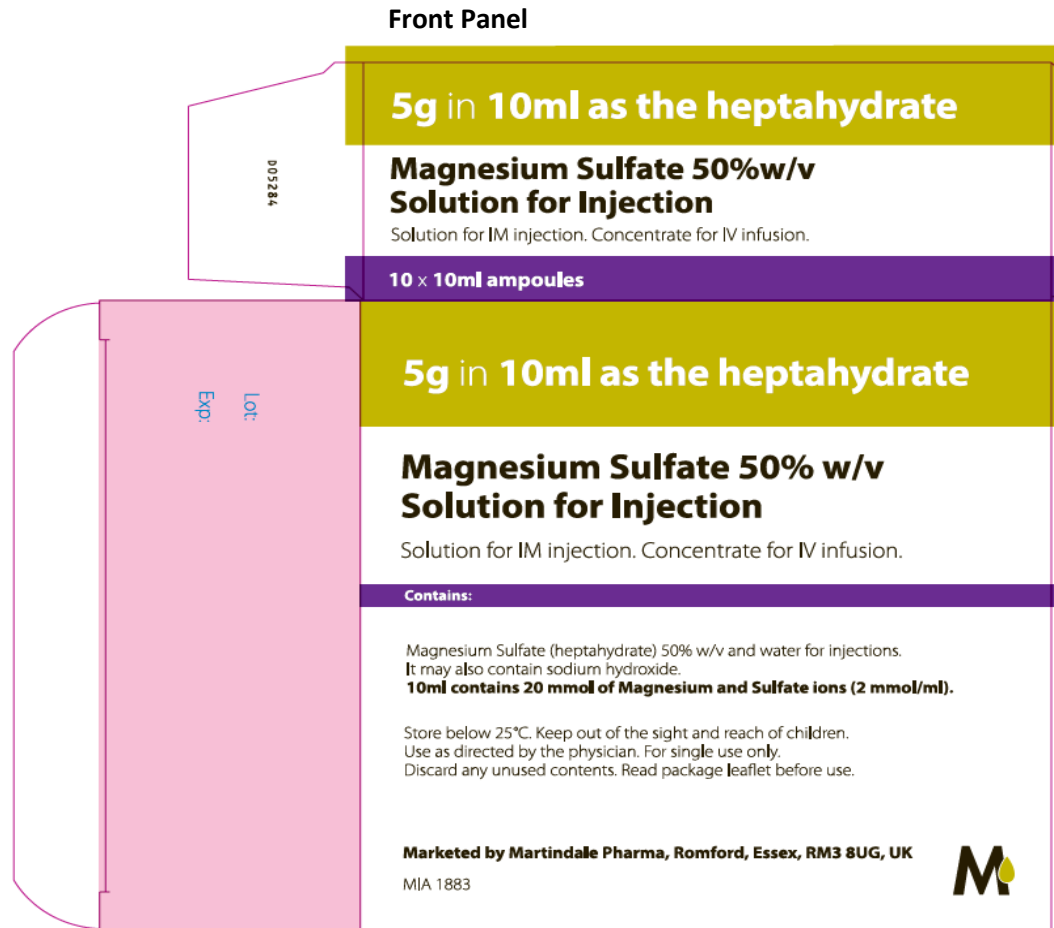 Front Panel
5g in 10ml as the heptahydrate
D05284
Magnesium Sulfate 50%w/v
Solution for Injection
Solution for IM injection. Concentrate for IV infusion.
10 x 10ml ampoules
5g in 10ml as the heptahydrate
Lot:
Exp:
Magnesium Sulfate 50% w/v
Solution for Injection
Solution for IM injection. Concentrate for IV infusion.
Contains:
Magnesium Sulfate (heptahydrate) 50% w/v and water for injections.
It may also contain sodium hydroxide.
10ml contains 20 mmol of Magnesium and Sulfate ions (2 mmol/ml).
Store below 25°C. Keep out of the sight and reach of children.
Use as directed by the physician. For single use only.
Discard any unused contents. Read package leaflet before use.
Marketed by Martindale Pharma, Romford, Essex, RM3 8UG, UK
MIA 1883
M